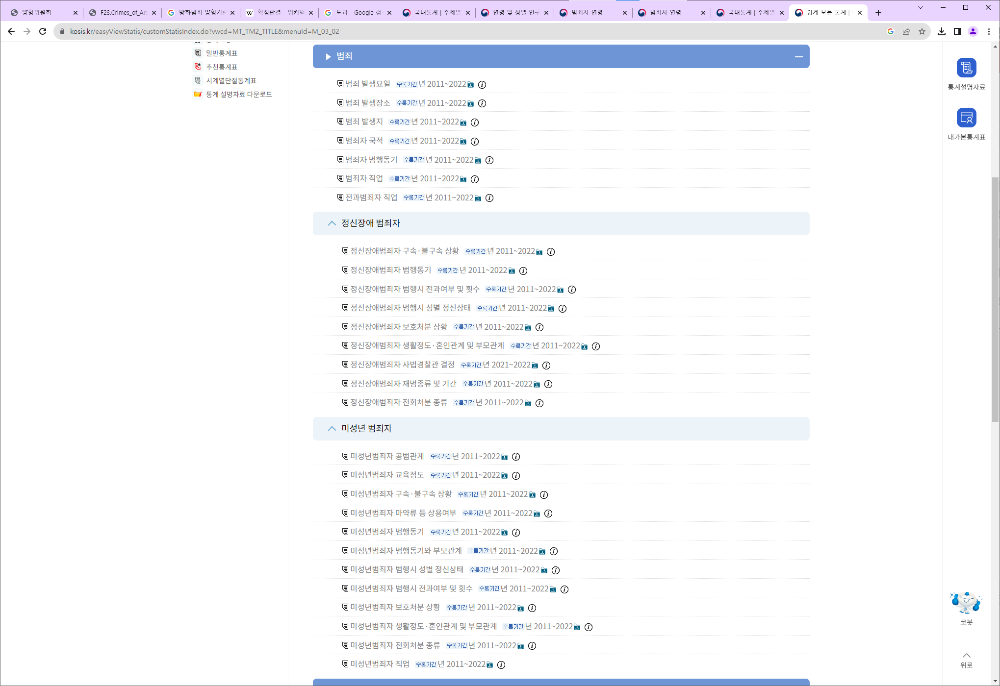 양형위원회
F23.Crimes_of_Ar
방화범죄 양형기준
확정판결 - 위키백
도과 - Google 검
국내통계 | 주제별
연령 및 성별 인구
범죄자 연령
범죄자 연령
국내통계 | 주제별
쉽게 보는 통계 |
kosis.kr/easyViewStatis/customStatisIndex.do?vwcd=MT_TM2_TITLE&menuId=M_03_02
일반통계표
추천통계표
시계열단절통계표
통계 설명자료 다운로드
범죄
범죄 발생요일 수록기간 년 2011~2022
범죄 발생장소 수록기간 년 2011~2022
범죄 발생지 수록기간 년 2011~2022
범죄자 국적 수록기간 년 2011~2022
범죄자 범행동기 수록기간 년 2011~2022
범죄자 직업 수록기간 년 2011~2022
전과범죄자 직업 수록기간 년 2011~2022
정신장애 범죄자
정신장애범죄자 구속·불구속 상황 수록기간 년 2011~2022
정신장애범죄자 범행동기 수록기간 년 2011~2022
정신장애범죄자 범행시 전과여부 및 횟수 수록기간 년 2011~2022
정신장애범죄자 범행시 성별 정신상태 수록기간 년 2011~2022
정신장애범죄자 보호처분 상황 수록기간 년 2011~2022
정신장애범죄자 생활정도·혼인관계 및 부모관계 수록기간 년 2011~2022
정신장애범죄자 사법경찰관 결정 수록기간 년 2021~2022
정신장애범죄자 재범종류 및 기간 수록기간 년 2011~2022
정신장애범죄자 전회처분 종류 수록기간 년 2011~2022
미성년 범죄자
미성년범죄자 공범관계 수록기간 년 2011~2022
미성년범죄자 교육정도 수록기간 년 2011~2022
미성년범죄자 구속·불구속 상황 수록기간 년 2011~2022
미성년범죄자 마약류 등 상용여부 수록기간 년 2011~2022
미성년범죄자 범행동기 수록기간 년 2011~2022
미성년범죄자 범행동기와 부모관계 수록기간 년 2011~2022
미성년범죄자 범행시 성별 정신상태 수록기간 년 2011~2022
미성년범죄자 범행시 전과여부 및 횟수 수록기간 년 2011~2022
미성년범죄자 보호처분 상황 수록기간 년 2011~2022
미성년범죄자 생활정도·혼인관계 및 부모관계 수록기간 년 2011~2022
미성년범죄자 전회처분 종류 수록기간 년 2011~2022
미성년범죄자 직업 수록기간 년 2011~2022
통계설명자료
내가본통계표
코봇
위로